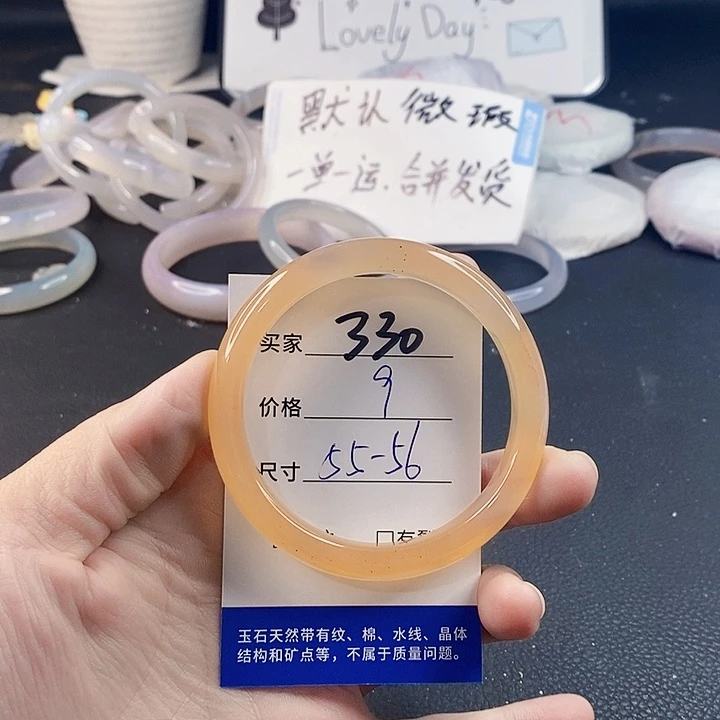 Lovely Day
默认微瑕
一单一运.合并发货
买家 330
价格 9
尺寸 55-56
玉石天然带有纹、棉、水线、晶体
结构和矿点等，不属于质量问题。